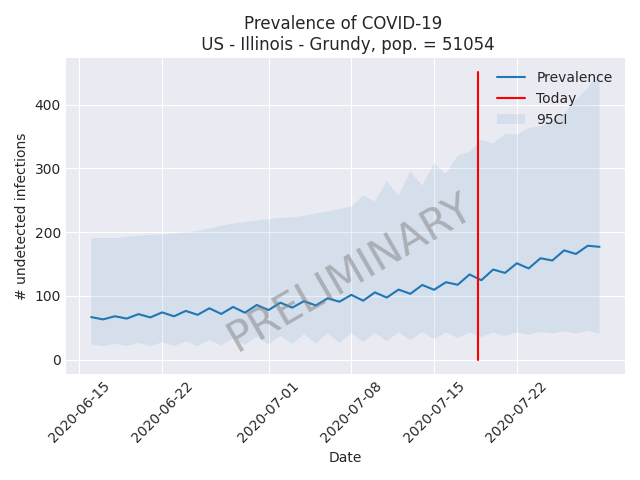 Prevalence of COVID-19
US - Illinois - Grundy, pop. = 51054
Prevalence
Today
95CI
400
300
200
100
0
# undetected infections
PRELIMINARY
2020-06-15
2020-06-22
2020-07-01
2020-07-08
2020-07-15
2020-07-22
Date